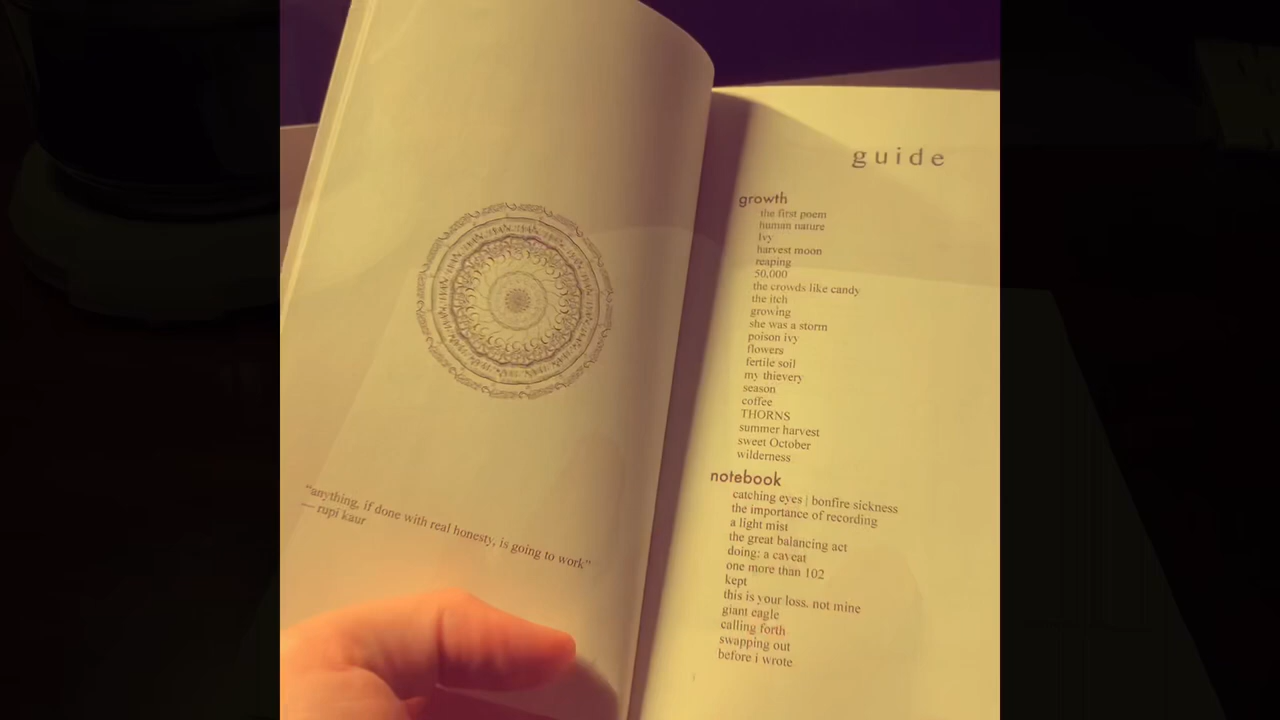 "anything, if done with real honesty, is going to work"
— rupi kaur
guide
growth
the first poem
human nature
Ivy
harvest moon
reaping
50,000
the crowds like candy
the itch
growing
she was a storm
poison ivy
flowers
fertile soil
my thievery
season
coffee
THORNS
summer harvest
sweet October
wilderness
notebook
catching eyes | bonfire sickness
the importance of recording
a light mist
the great balancing act
doing: a caveat
one more than 102
kept
this is your loss. not mine
giant eagle
calling forth
swapping out
before i wrote